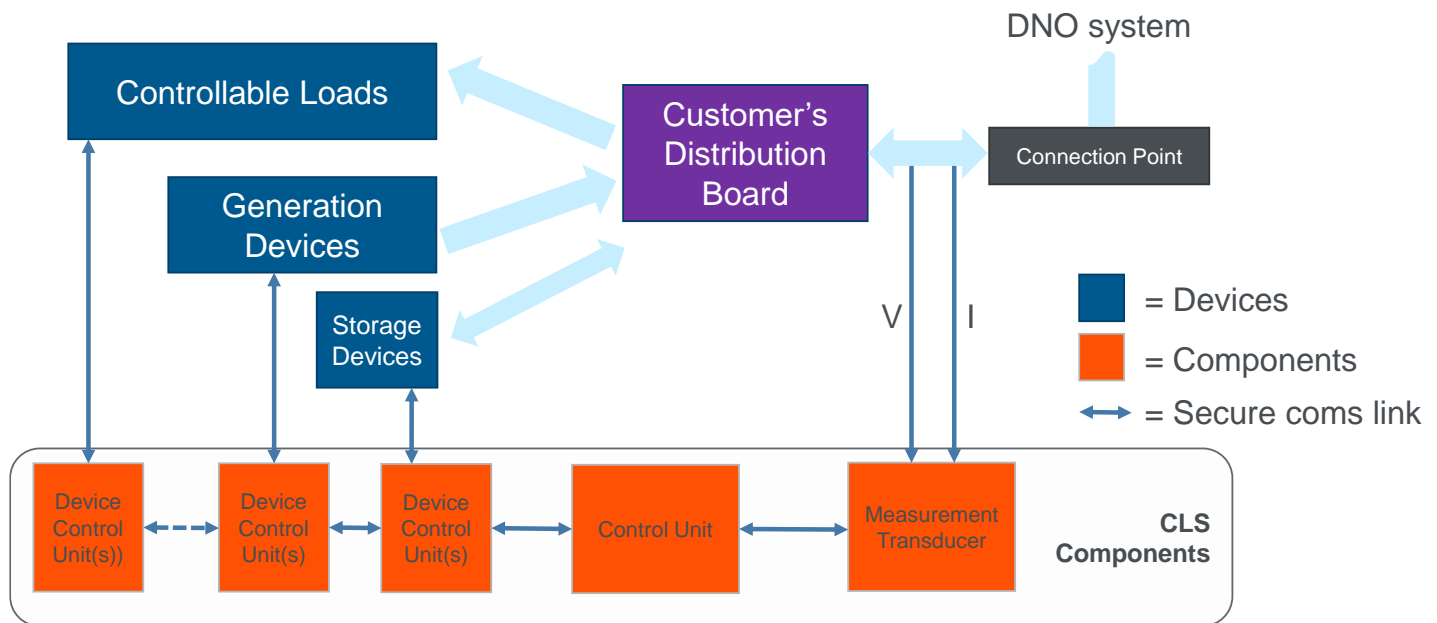 DNO system
Controllable Loads
Customer's
Distribution
Board
Connection Point
Generation
Devices
Storage
Devices
V
I
= Devices
= Components
= Secure coms link
Device
Control
Unit(s))
Device
Control
Unit(s)
Device
Control
Unit(s)
Control Unit
Measurement
Transducer
CLS
Components